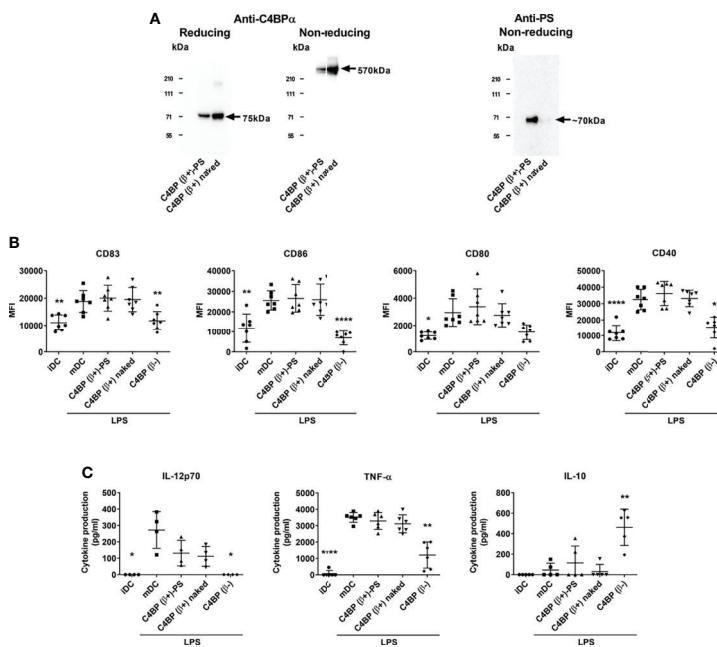 A
Anti-C4BPα
Reducing
Non-reducing
Anti-PS
Non-reducing
kDa
210
111
71
55
75kDa
C4BP (β+)-PS
C4BP (β+) naked
kDa
210
111
71
55
570kDa
kDa
210
111
71
55
~70kDa
C4BP (β+)-PS
C4BP (β+) naked
B
CD83
MFI
30000
20000
10000
0
**
**
iDC
mDC
C4BP (β+)-PS
C4BP (β+) naked
C4BP (β-)
LPS
CD86
MFI
40000
30000
20000
10000
0
**
****
iDC
mDC
C4BP (β+)-PS
C4BP (β+) naked
C4BP (β-)
LPS
CD80
MFI
6000
4000
2000
0
*
iDC
mDC
C4BP (β+)-PS
C4BP (β+) naked
C4BP (β-)
LPS
CD40
MFI
50000
40000
30000
20000
10000
0
****
*
iDC
mDC
C4BP (β+)-PS
C4BP (β+) naked
C4BP (β-)
LPS
C
IL-12p70
Cytokine production
(pg/ml)
500
400
300
200
100
0
*
*
iDC
mDC
C4BP (β+)-PS
C4BP (β+) naked
C4BP (β-)
LPS
TNF-α
Cytokine production
(pg/ml)
5000
4000
3000
2000
1000
0
****
**
iDC
mDC
C4BP (β+)-PS
C4BP (β+) naked
C4BP (β-)
LPS
IL-10
Cytokine production
(pg/ml)
800
600
400
200
0
**
iDC
mDC
C4BP (β+)-PS
C4BP (β+) naked
C4BP (β-)
LPS